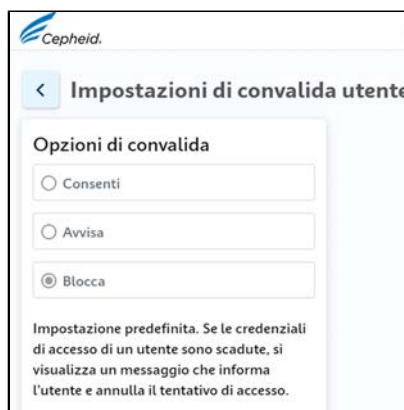 Cepheid.
Impostazioni di convalida utente
Opzioni di convalida
Consenti
Avvisa
Blocca
Impostazione predefinita. Se le credenziali
di accesso di un utente sono scadute, si
visualizza un messaggio che informa
l'utente e annulla il tentativo di accesso.